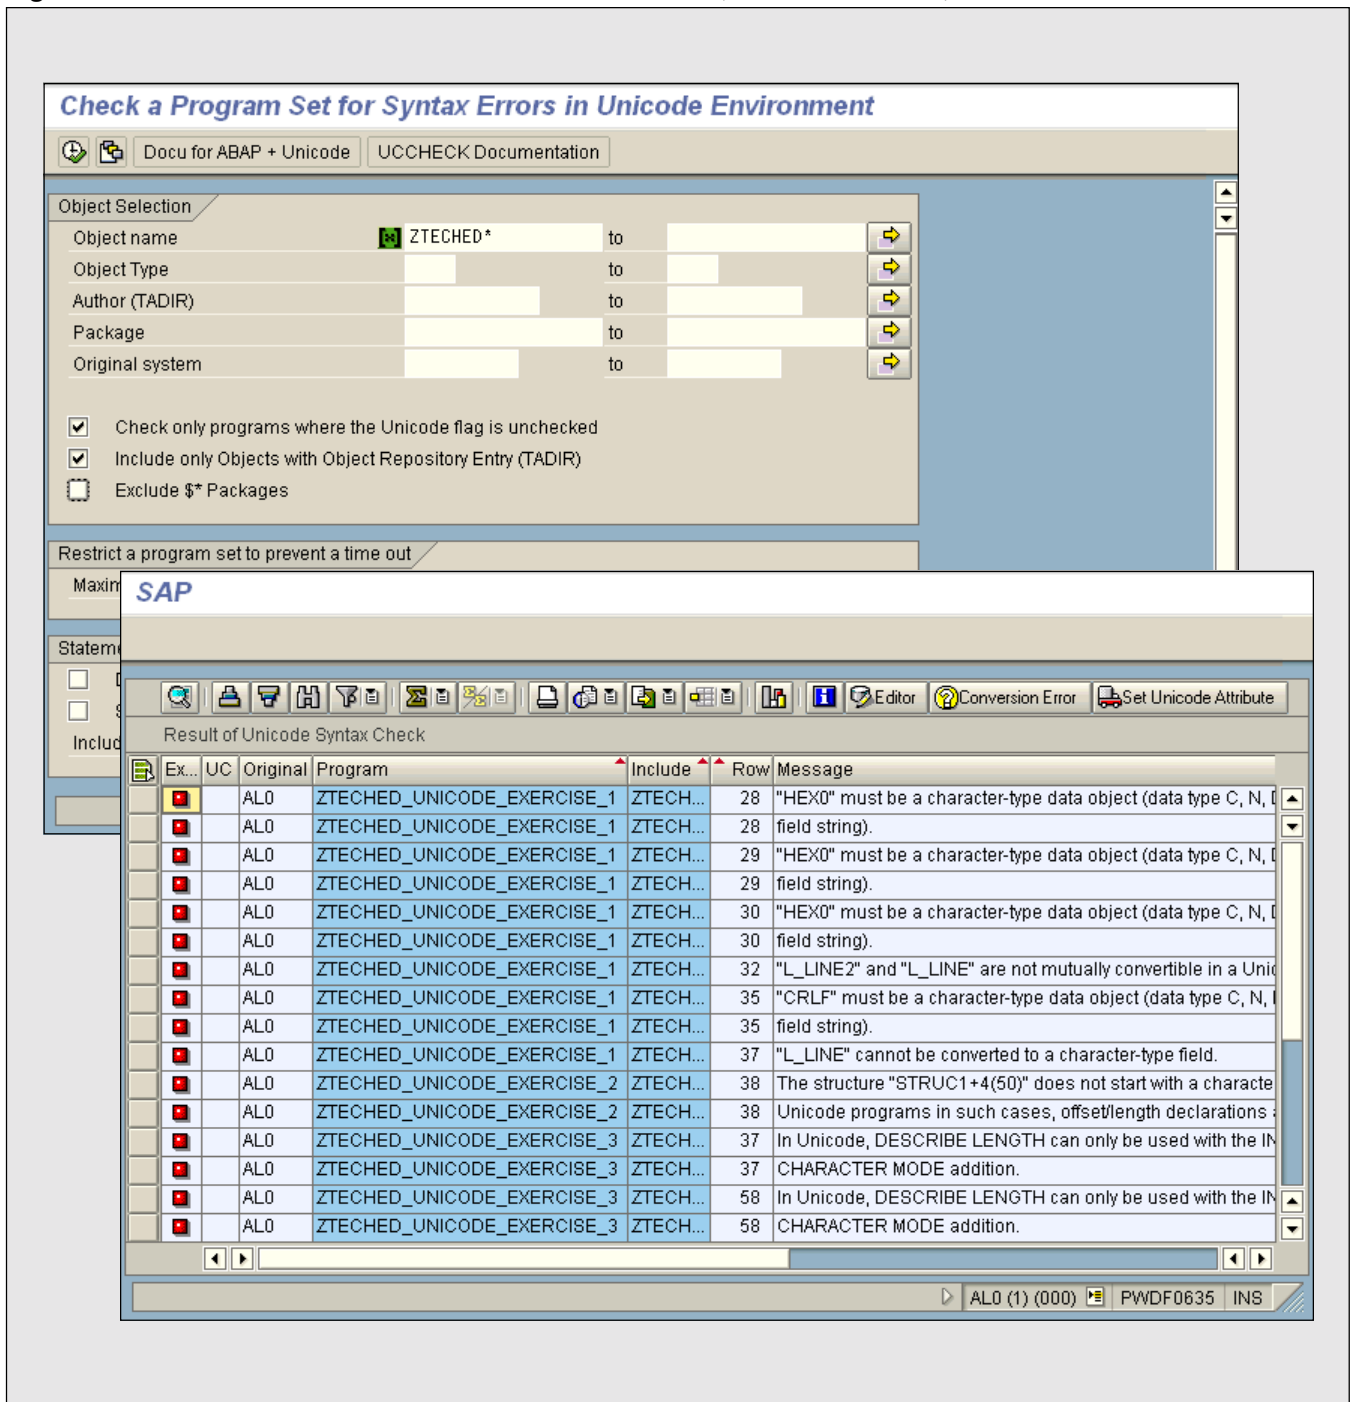 Check a Program Set for Syntax Errors in Unicode Environment
Docu for ABAP + Unicode UCCHECK Documentation
Object Selection
Object name ZTECHED* to
Object Type to
Author (TADIR) to
Package to
Original system to
Check only programs where the Unicode flag is unchecked
Include only Objects with Object Repository Entry (TADIR)
Exclude $* Packages
Restrict a program set to prevent a time out
Maxim
SAP
Stateme
Includ
Editor Conversion Error Set Unicode Attribute
Result of Unicode Syntax Check
Ex... UC Original Program Include Row Message
AL0 ZTECHED_UNICODE_EXERCISE_1 ZTECH... 28 "HEX0" must be a character-type data object (data type C, N,
AL0 ZTECHED_UNICODE_EXERCISE_1 ZTECH... 28 field string).
AL0 ZTECHED_UNICODE_EXERCISE_1 ZTECH... 29 "HEX0" must be a character-type data object (data type C, N,
AL0 ZTECHED_UNICODE_EXERCISE_1 ZTECH... 29 field string).
AL0 ZTECHED_UNICODE_EXERCISE_1 ZTECH... 30 "HEX0" must be a character-type data object (data type C, N,
AL0 ZTECHED_UNICODE_EXERCISE_1 ZTECH... 30 field string).
AL0 ZTECHED_UNICODE_EXERCISE_1 ZTECH... 32 "L_LINE2" and "L_LINE" are not mutually convertible in a Unic
AL0 ZTECHED_UNICODE_EXERCISE_1 ZTECH... 35 "CRLF" must be a character-type data object (data type C, N,
AL0 ZTECHED_UNICODE_EXERCISE_1 ZTECH... 35 field string).
AL0 ZTECHED_UNICODE_EXERCISE_1 ZTECH... 37 "L_LINE" cannot be converted to a character-type field.
AL0 ZTECHED_UNICODE_EXERCISE_2 ZTECH... 38 The structure "STRUC1+4(50)" does not start with a characte
AL0 ZTECHED_UNICODE_EXERCISE_2 ZTECH... 38 Unicode programs in such cases, offset/length declarations
AL0 ZTECHED_UNICODE_EXERCISE_3 ZTECH... 37 In Unicode, DESCRIBE LENGTH can only be used with the IN
AL0 ZTECHED_UNICODE_EXERCISE_3 ZTECH... 37 CHARACTER MODE addition.
AL0 ZTECHED_UNICODE_EXERCISE_3 ZTECH... 58 In Unicode, DESCRIBE LENGTH can only be used with the IN
AL0 ZTECHED_UNICODE_EXERCISE_3 ZTECH... 58 CHARACTER MODE addition.
AL0 (1) (000) PWDF0635 INS